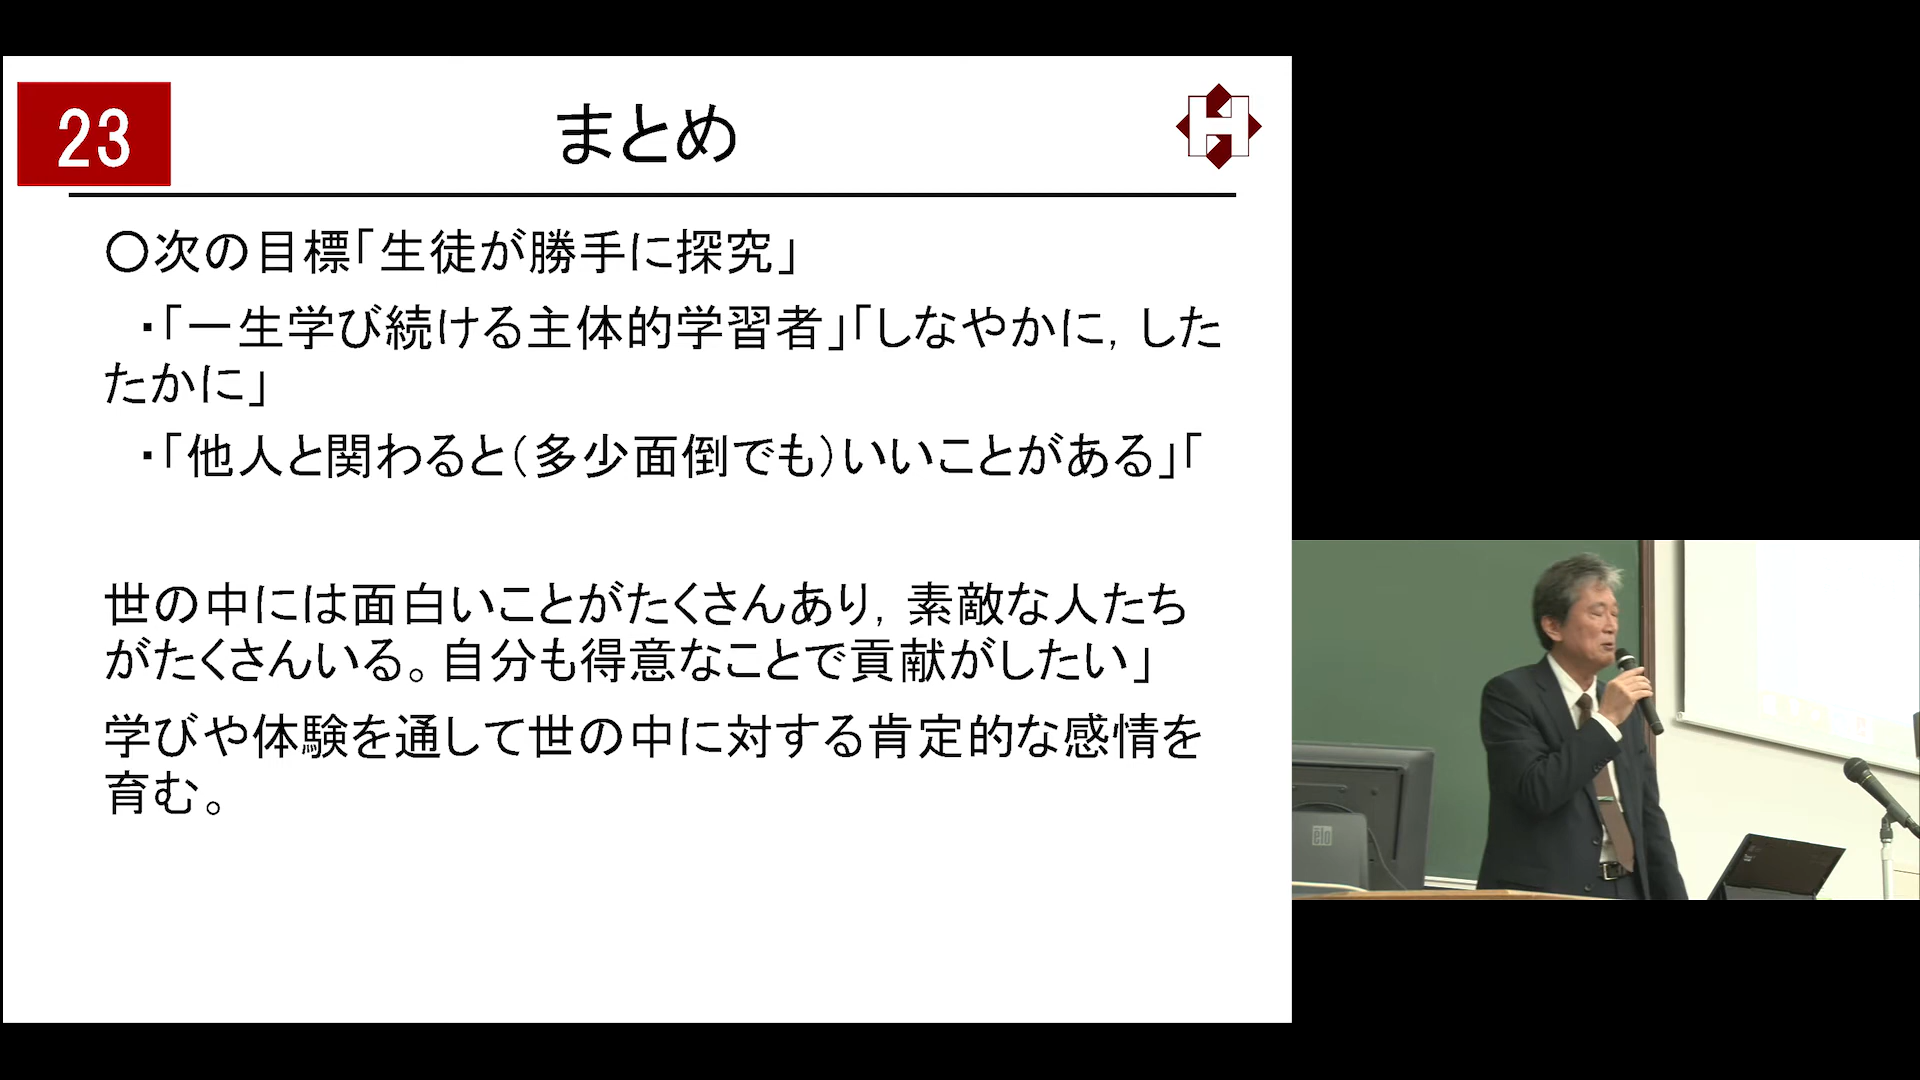 23
まとめ
〇次の目標「生徒が勝手に探究」
・「一生学び続ける主体的学習者」「しなやかに，した
たかに」
・「他人と関わると（多少面倒でも）いいことがある」「
世の中には面白いことがたくさんあり，素敵な人たち
がたくさんいる。自分も得意なことで貢献がしたい」
学びや体験を通して世の中に対する肯定的な感情を
育む。
elo